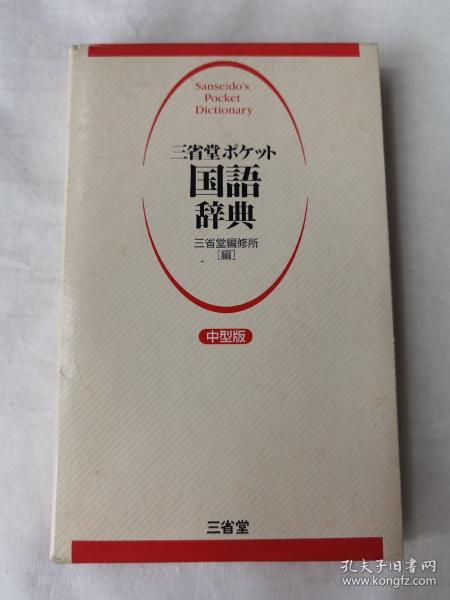 Sanseido's
Pocket
Dictionary
三省堂ポケット
国語
辞典
三省堂編修所
［編］
中型版
三省堂
孔夫子旧书网
www.kongfz.com